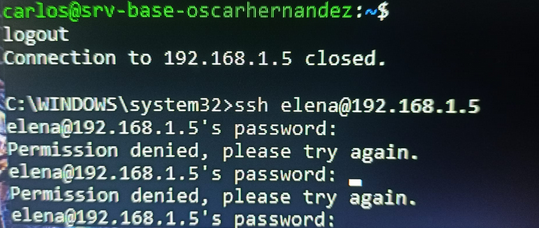 carlos@srv-base-oscarhernandez:~$
logout
Connection to 192.168.1.5 closed.
C:\WINDOWS\system32>ssh elena@192.168.1.5
elena@192.168.1.5's password:
Permission denied, please try again.
elena@192.168.1.5's password:
Permission denied, please try again.
elena@192.168.1.5's password: